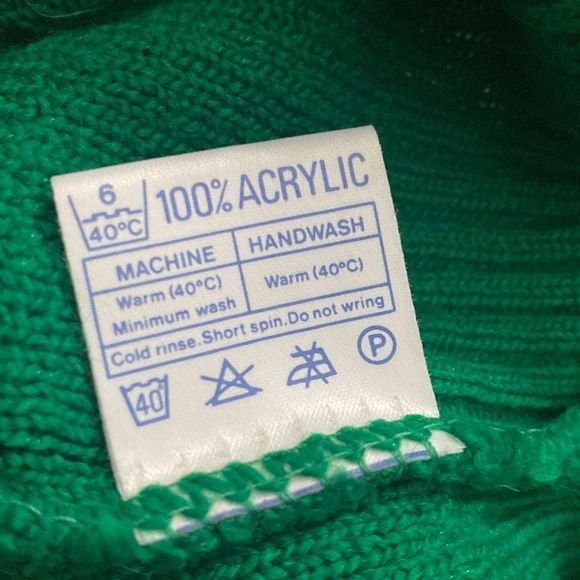 6
40°C
100% ACRYLIC
MACHINE
HANDWASH
Warm (40°C)
Minimum wash
Warm (40°C)
Cold rinse.Short spin.Do not wring
40
P